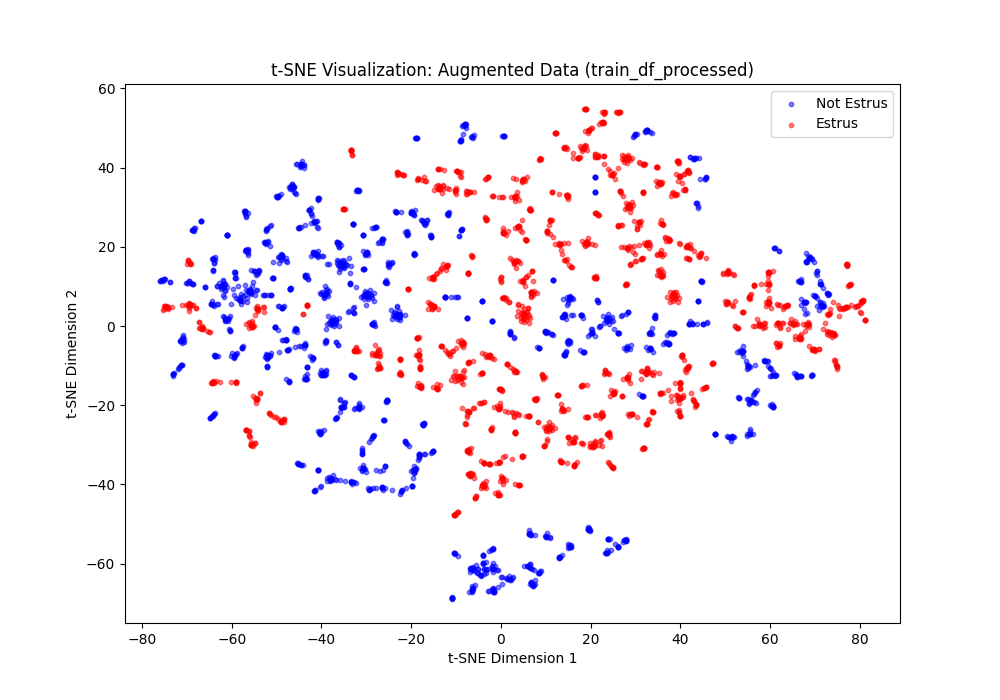 t-SNE Visualization: Augmented Data (train_df_processed)
Not Estrus
Estrus
60
40
20
0
−20
−40
−60
t-SNE Dimension 2
−80 −60 −40 −20 0 20 40 60 80
t-SNE Dimension 1